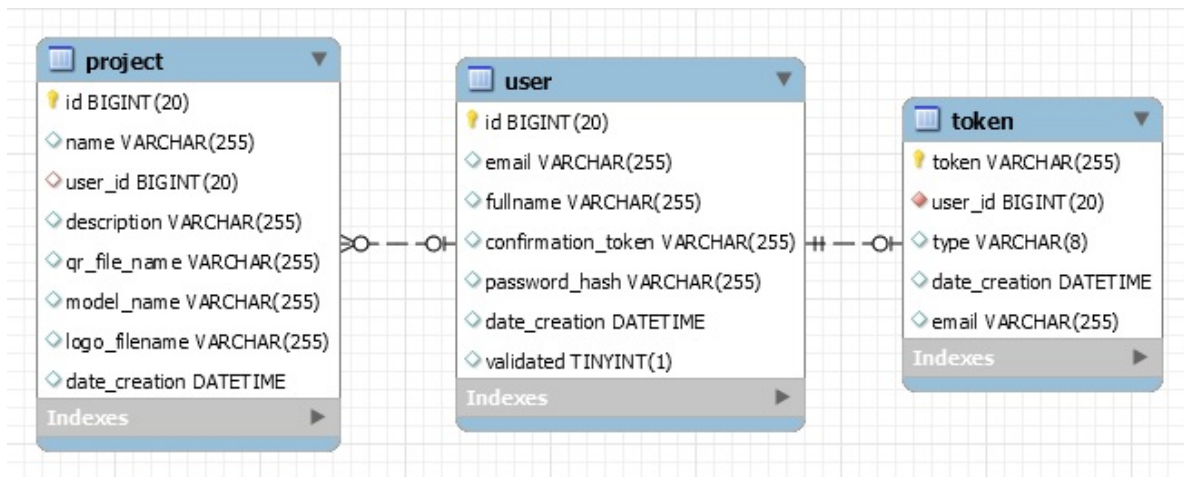 project
id BIGINT(20)
name VARCHAR(255)
user_id BIGINT(20)
description VARCHAR(255)
qr_file_name VARCHAR(255)
model_name VARCHAR(255)
logo_filename VARCHAR(255)
date_creation DATETIME
Indexes
user
id BIGINT(20)
email VARCHAR(255)
fullname VARCHAR(255)
confirmation_token VARCHAR(255)
password_hash VARCHAR(255)
date_creation DATETIME
validated TINYINT(1)
Indexes
token
token VARCHAR(255)
user_id BIGINT(20)
type VARCHAR(8)
date_creation DATETIME
email VARCHAR(255)
Indexes